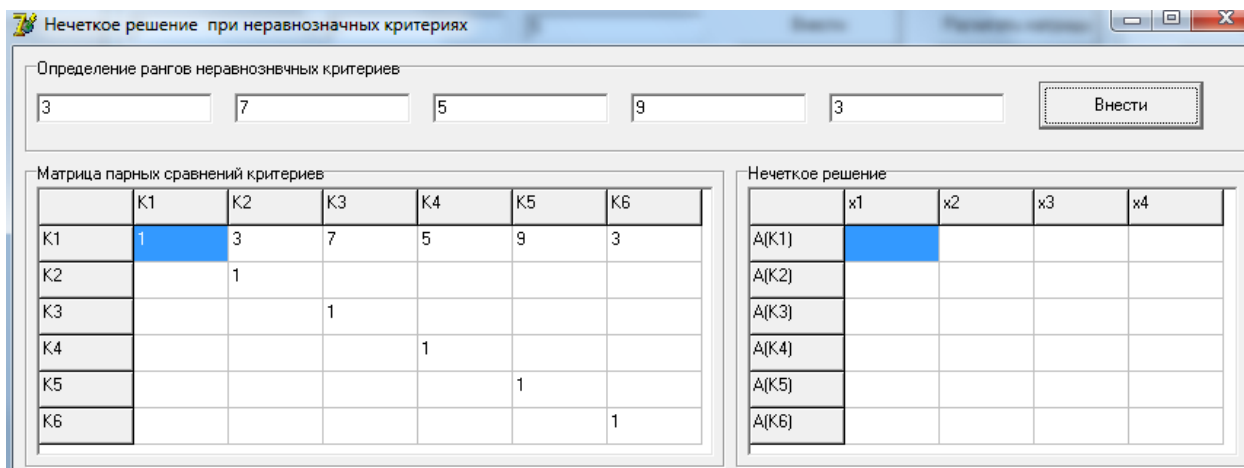 Нечеткое решение при неравнозначных критериях
Определение рангов неравнознвчных критериев
3 7 5 9 3 Внести
Матрица парных сравнений критериев
K1 K2 K3 K4 K5 K6
K1 1 3 7 5 9 3
K2 1
K3 1
K4 1
K5 1
K6 1
Нечеткое решение
x1 x2 x3 x4
A(K1)
A(K2)
A(K3)
A(K4)
A(K5)
A(K6)